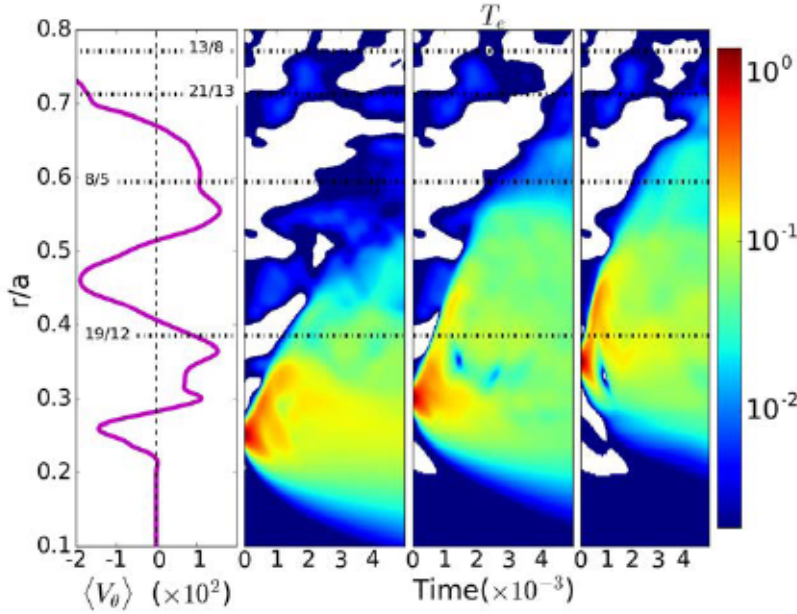 T_e
0.8
0.7
0.6
0.5
0.4
0.3
0.2
0.1
r/a
13/8
21/13
8/5
19/12
-2 -1 0 1
0 1 2 3 4
0 1 2 3 4
0 1 2 3 4
⟨V_θ⟩ (×10^2)
Time(×10^-3)
10^0
10^-1
10^-2